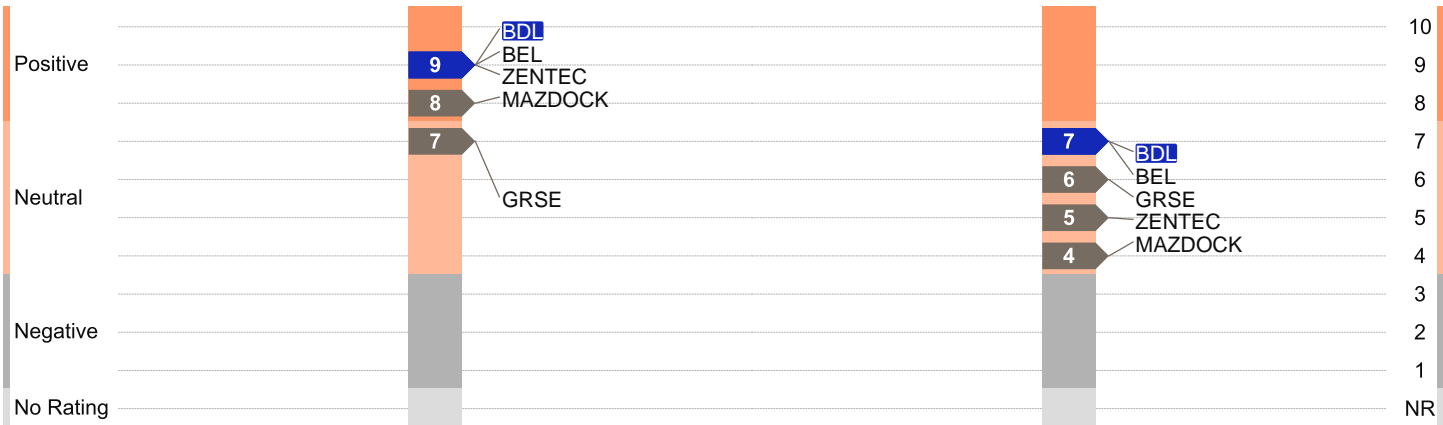 10
BDL
BEL
Positive
9
9
ZENTEC
MAZDOCK
8
8
7
7
7
BDL
BEL
6
6
Neutral
GRSE
GRSE
5
ZENTEC
5
MAZDOCK
4
4
3
Negative
2
1
No Rating
NR